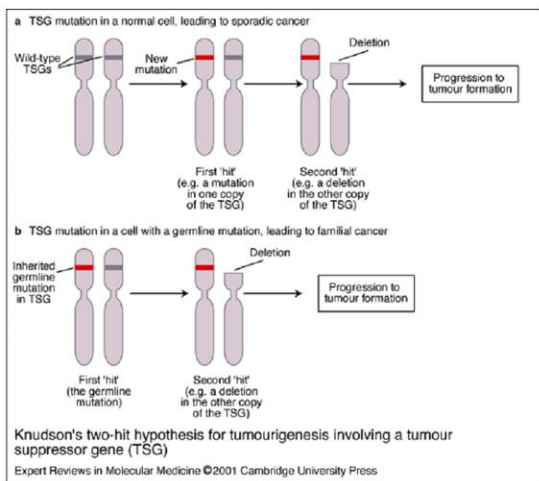 a TSG mutation in a normal cell, leading to sporadic cancer
Wild-type
TSGs
New
mutation
Deletion
Progression to
tumour formation
First 'hit'
(e.g. a mutation
in one copy
of the TSG)
Second 'hit'
(e.g. a deletion
in the other copy
of the TSG)
b TSG mutation in a cell with a germline mutation, leading to familial cancer
Inherited
germline
mutation
in TSG
Deletion
Progression to
tumour formation
First 'hit'
(the germline
mutation)
Second 'hit'
(e.g. a deletion
in the other copy
of the TSG)
Knudson's two-hit hypothesis for tumourigenesis involving a tumour
suppressor gene (TSG)
Expert Reviews in Molecular Medicine ©2001 Cambridge University Press